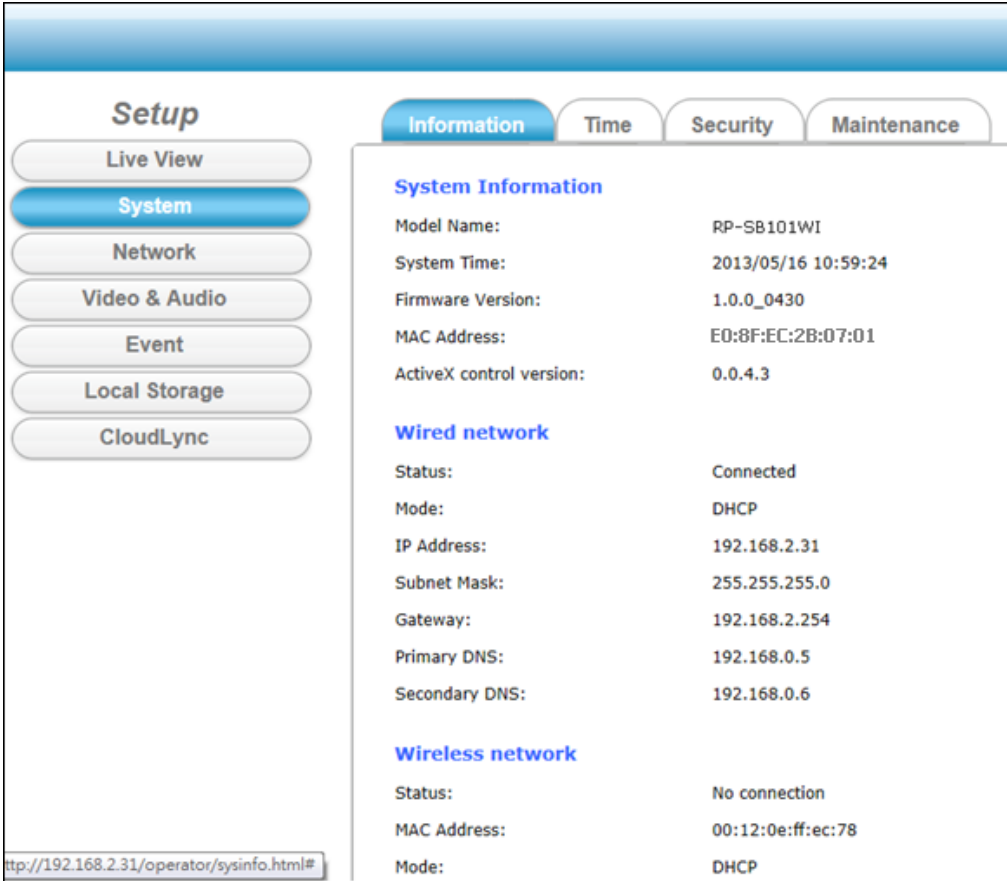 Setup
Live View
System
Network
Video & Audio
Event
Local Storage
CloudLync
Information Time Security Maintenance
System Information
Model Name: RP-SB101WI
System Time: 2013/05/16 10:59:24
Firmware Version: 1.0.0_0430
MAC Address: E0:8F:EC:2B:07:01
ActiveX control version: 0.0.4.3
Wired network
Status: Connected
Mode: DHCP
IP Address: 192.168.2.31
Subnet Mask: 255.255.255.0
Gateway: 192.168.2.254
Primary DNS: 192.168.0.5
Secondary DNS: 192.168.0.6
Wireless network
Status: No connection
MAC Address: 00:12:0e:ff:ec:78
Mode: DHCP
ttp://192.168.2.31/operator/sysinfo.html#